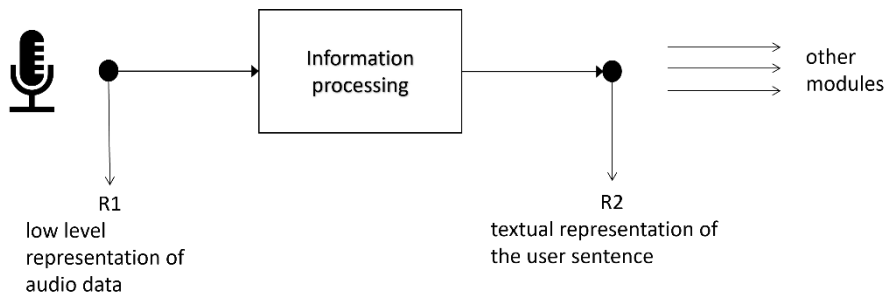 Information
processing
other
modules
R1
low level
representation of
audio data
R2
textual representation of
the user sentence